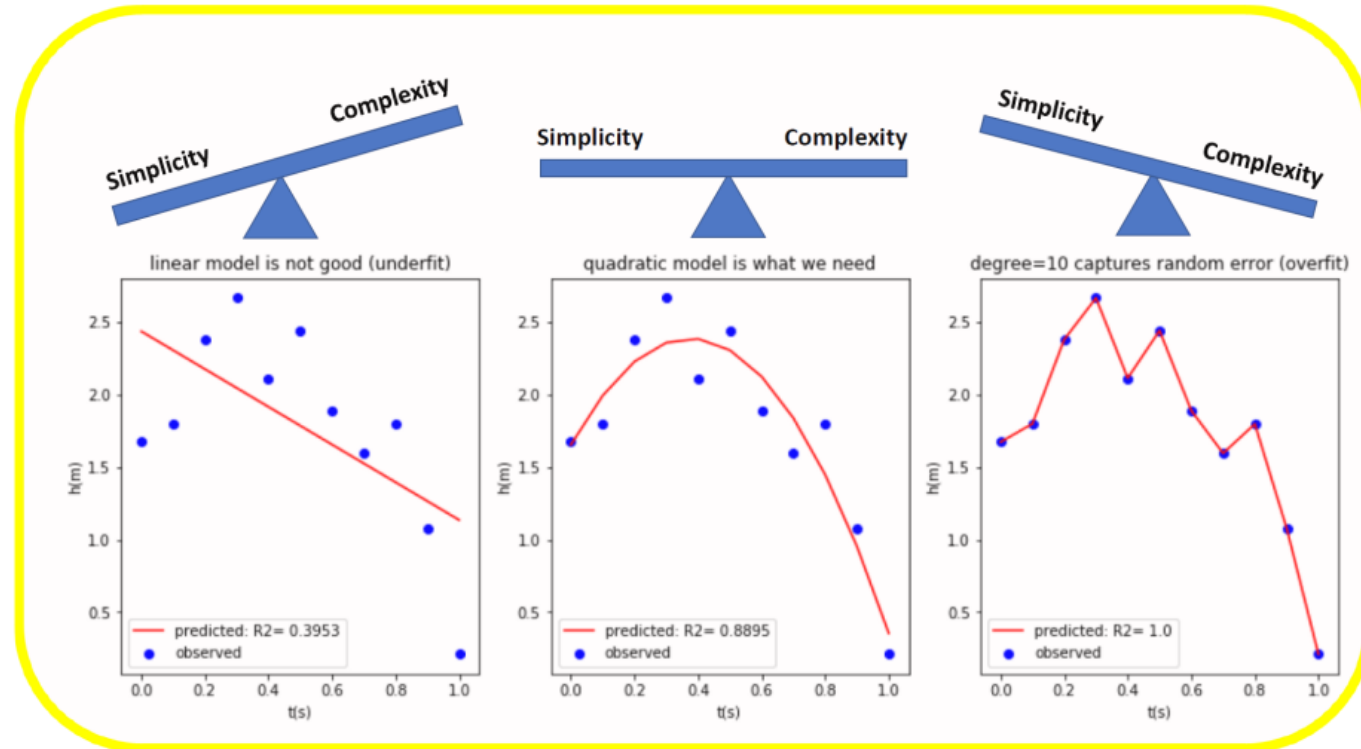 Simplicity
Complexity
Simplicity
Complexity
Simplicity
Complexity
linear model is not good (underfit)
2.5
2.0
1.5
1.0
0.5
h(m)
predicted: R2= 0.3953
observed
0.0 0.2 0.4 0.6 0.8 1.0
t(s)
quadratic model is what we need
2.5
2.0
1.5
1.0
0.5
h(m)
predicted: R2= 0.8895
observed
0.0 0.2 0.4 0.6 0.8 1.0
t(s)
degree=10 captures random error (overfit)
2.5
2.0
1.5
1.0
0.5
h(m)
predicted: R2= 1.0
observed
0.0 0.2 0.4 0.6 0.8 1.0
t(s)